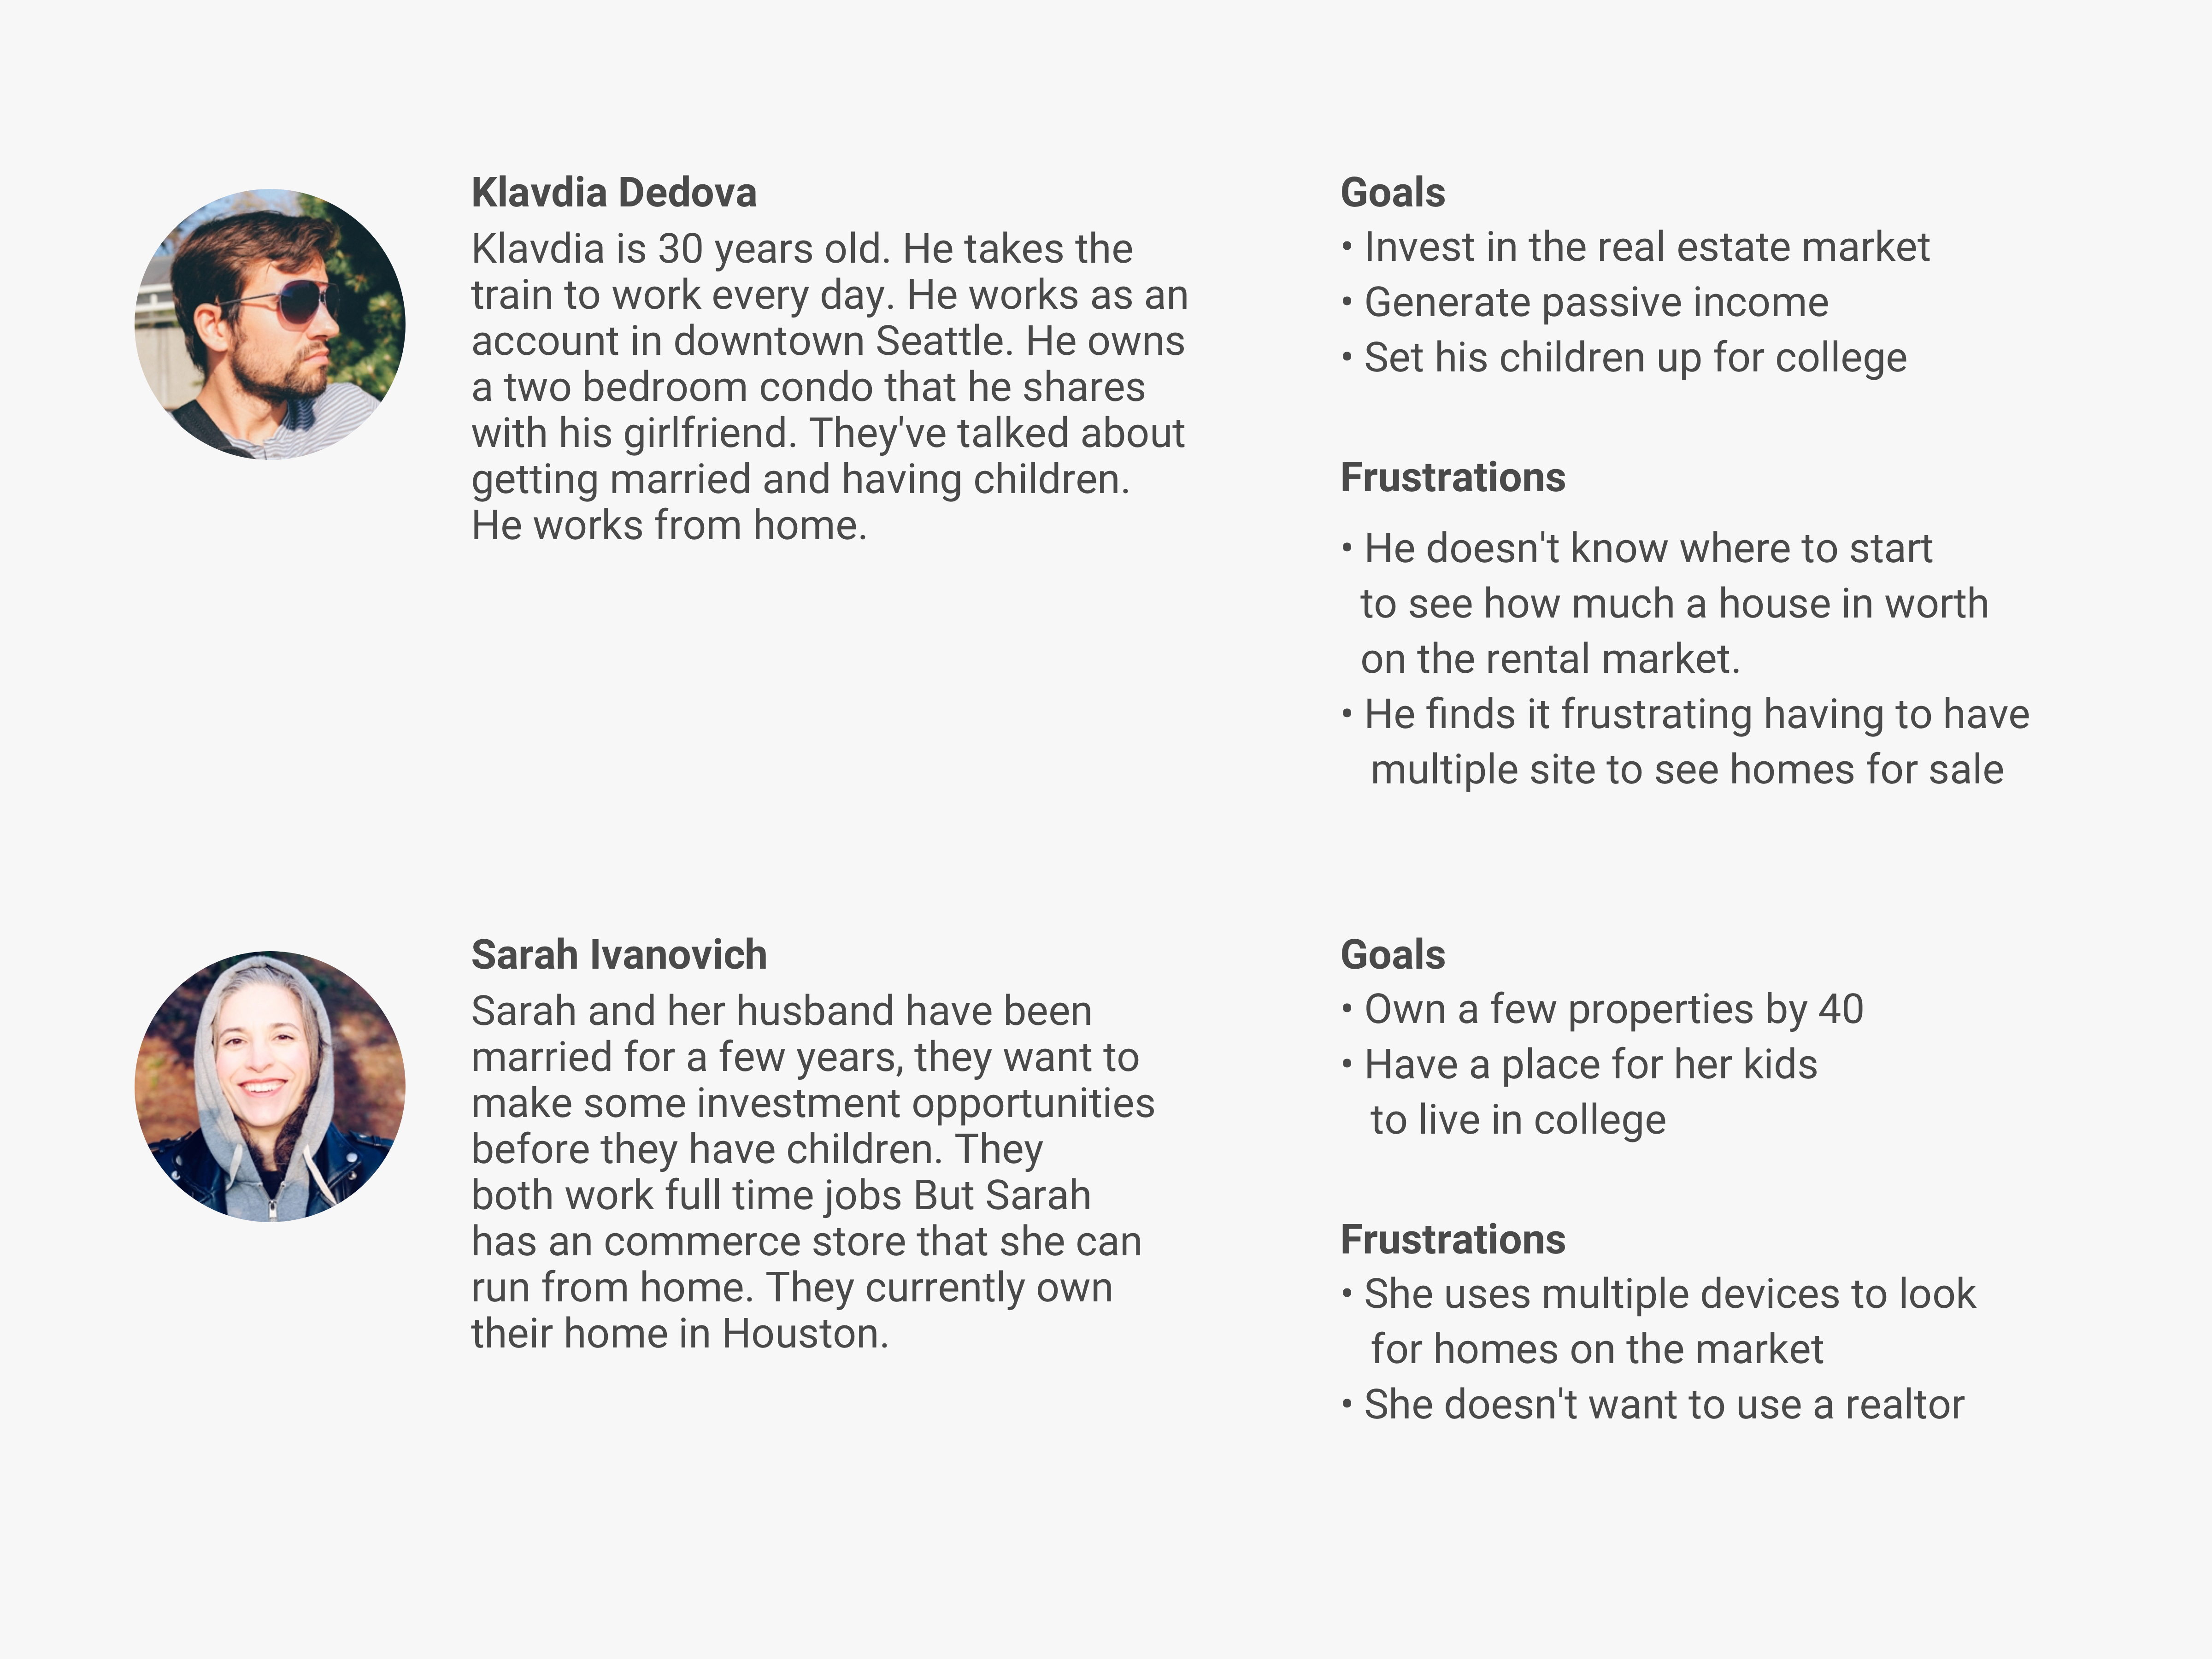 Klavdia Dedova
Klavdia is 30 years old. He takes the
train to work every day. He works as an
account in downtown Seattle. He owns
a two bedroom condo that he shares
with his girlfriend. They've talked about
getting married and having children.
He works from home.
Goals
• Invest in the real estate market
• Generate passive income
• Set his children up for college
Frustrations
• He doesn't know where to start
to see how much a house in worth
on the rental market.
• He finds it frustrating having to have
multiple site to see homes for sale
Sarah Ivanovich
Sarah and her husband have been
married for a few years, they want to
make some investment opportunities
before they have children. They
both work full time jobs But Sarah
has an commerce store that she can
run from home. They currently own
their home in Houston.
Goals
• Own a few properties by 40
• Have a place for her kids
to live in college
Frustrations
• She uses multiple devices to look
for homes on the market
• She doesn't want to use a realtor